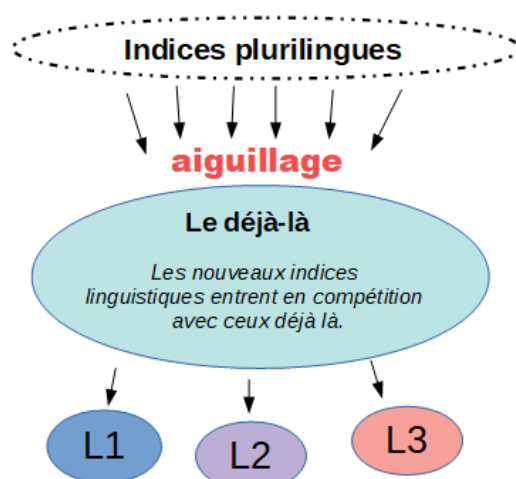 Indices plurilingues
aiguillage
Le déjà-là
Les nouveaux indices
linguistiques entrent en compétition
avec ceux déjà là.
L1
L2
L3